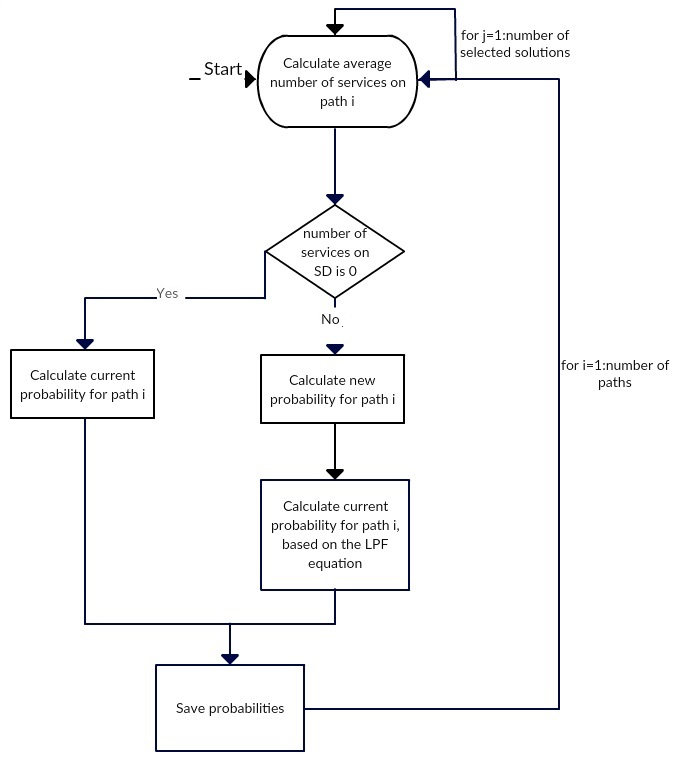 for j=1:number of
selected solutions
Start
Calculate average
number of services on
path i
number of
services on
SD is 0
Yes
No
Calculate current
probability for path i
Calculate new
probability for path i
for i=1:number of
paths
Calculate current
probability for path i,
based on the LPF
equation
Save probabilities